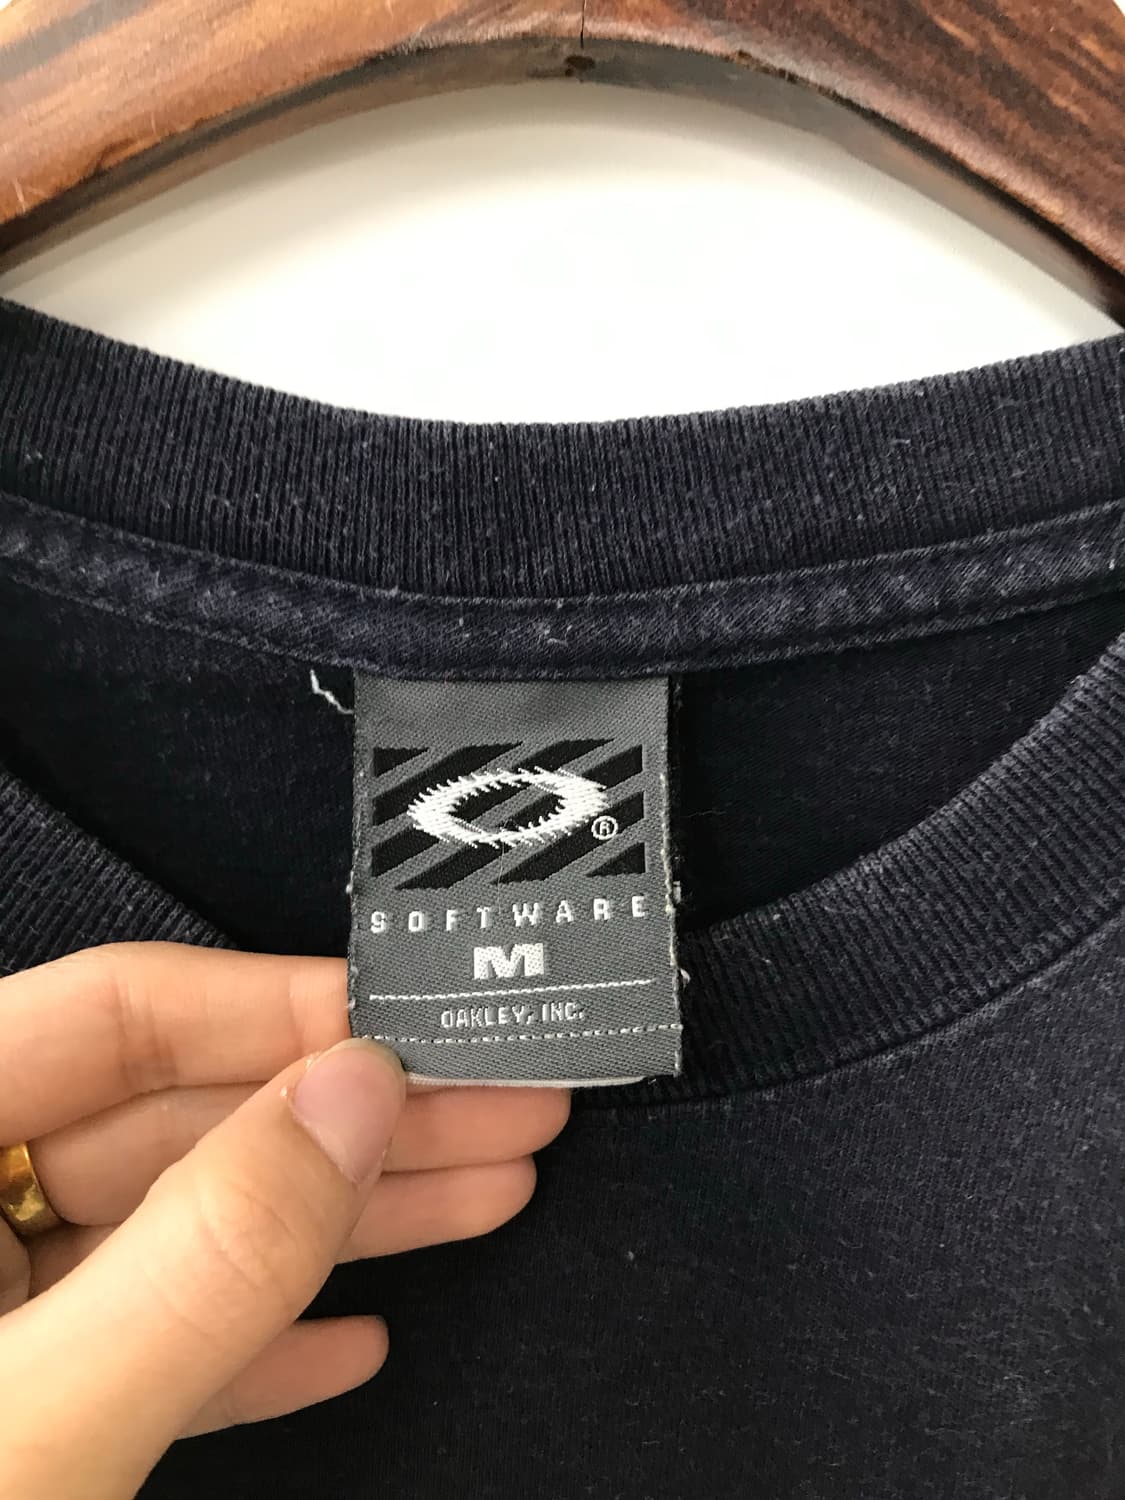 ®
SOFTWARE
M
OAKLEY, INC.